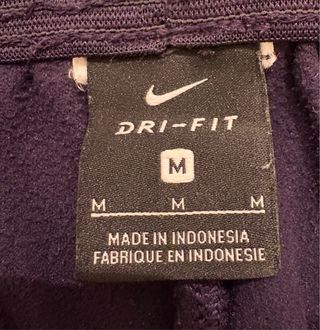 DRI-FIT
M
M M M
MADE IN INDONESIA
FABRIQUE EN INDONESIE